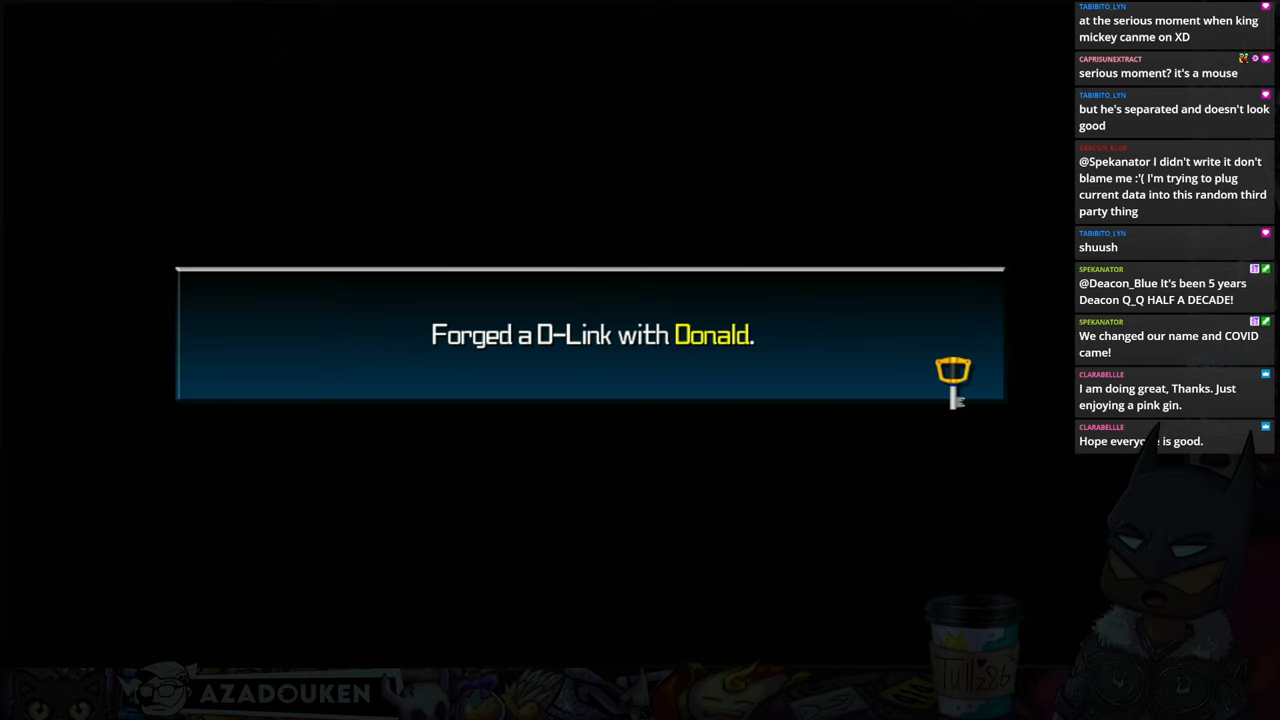 TABIBITO_LYN
at the serious moment when king
mickey canme on XD
CAPRISUNEXTRACT
serious moment? it's a mouse
TABIBITO_LYN
but he's separated and doesn't look
good
DEACON_BLUE
@Spekanator I didn't write it don't
blame me :'( I'm trying to plug
current data into this random third
party thing
TABIBITO_LYN
shuush
SPEKANATOR
@Deacon_Blue It's been 5 years
Deacon Q_Q HALF A DECADE!
SPEKANATOR
We changed our name and COVID
came!
CLARABELLLE
I am doing great, Thanks. Just
enjoying a pink gin.
CLARABELLLE
Hope everyone is good.
Forged a D-Link with Donald.
AZADOUKEN